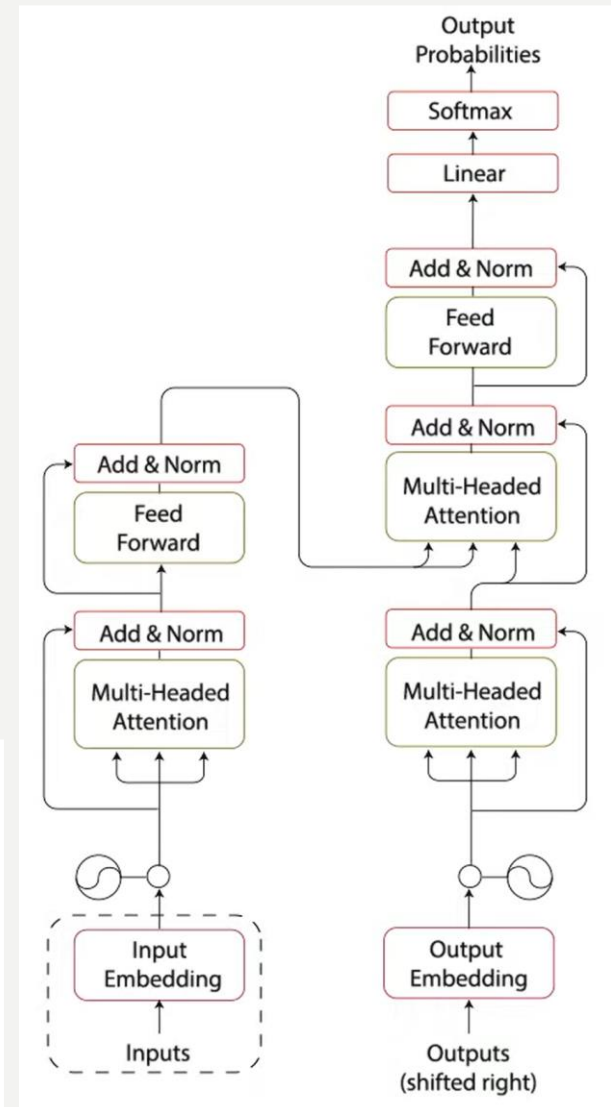 Output
Probabilities
Softmax
Linear
Add & Norm
Feed
Forward
Add & Norm
Multi-Headed
Attention
Add & Norm
Feed
Forward
Add & Norm
Multi-Headed
Attention
Add & Norm
Multi-Headed
Attention
Input
Embedding
Inputs
Output
Embedding
Outputs
(shifted right)